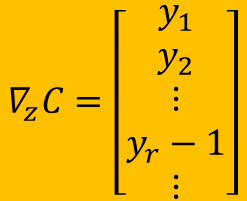 ∇_z C = [
y_1
y_2
⋮
y_r − 1
⋮
]